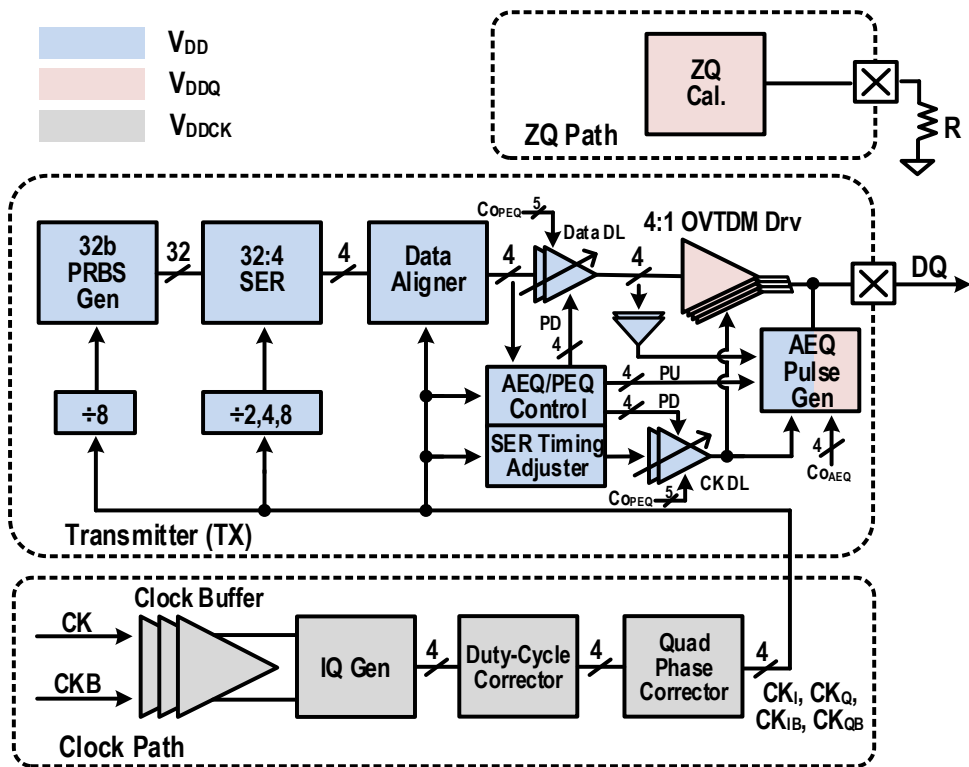 VDD
VDDQ
VDDCK
ZQ
Cal.
ZQ Path
R
32b
PRBS
Gen
32
32:4
SER
4
Data
Aligner
4
CoPEQ
5
Data DL
4
4:1 OVTDM Drv
DQ
PD
4
AEQ/PEQ
Control
4
PU
4
PD
AEQ
Pulse
Gen
÷8
÷2,4,8
SER Timing
Adjuster
CK DL
CoPEQ
5
4
CoAEQ
Transmitter (TX)
Clock Buffer
CK
CKB
IQ Gen
4
Duty-Cycle
Corrector
4
Quad
Phase
Corrector
4
CKI, CKQ,
CKIB, CKQB
Clock Path